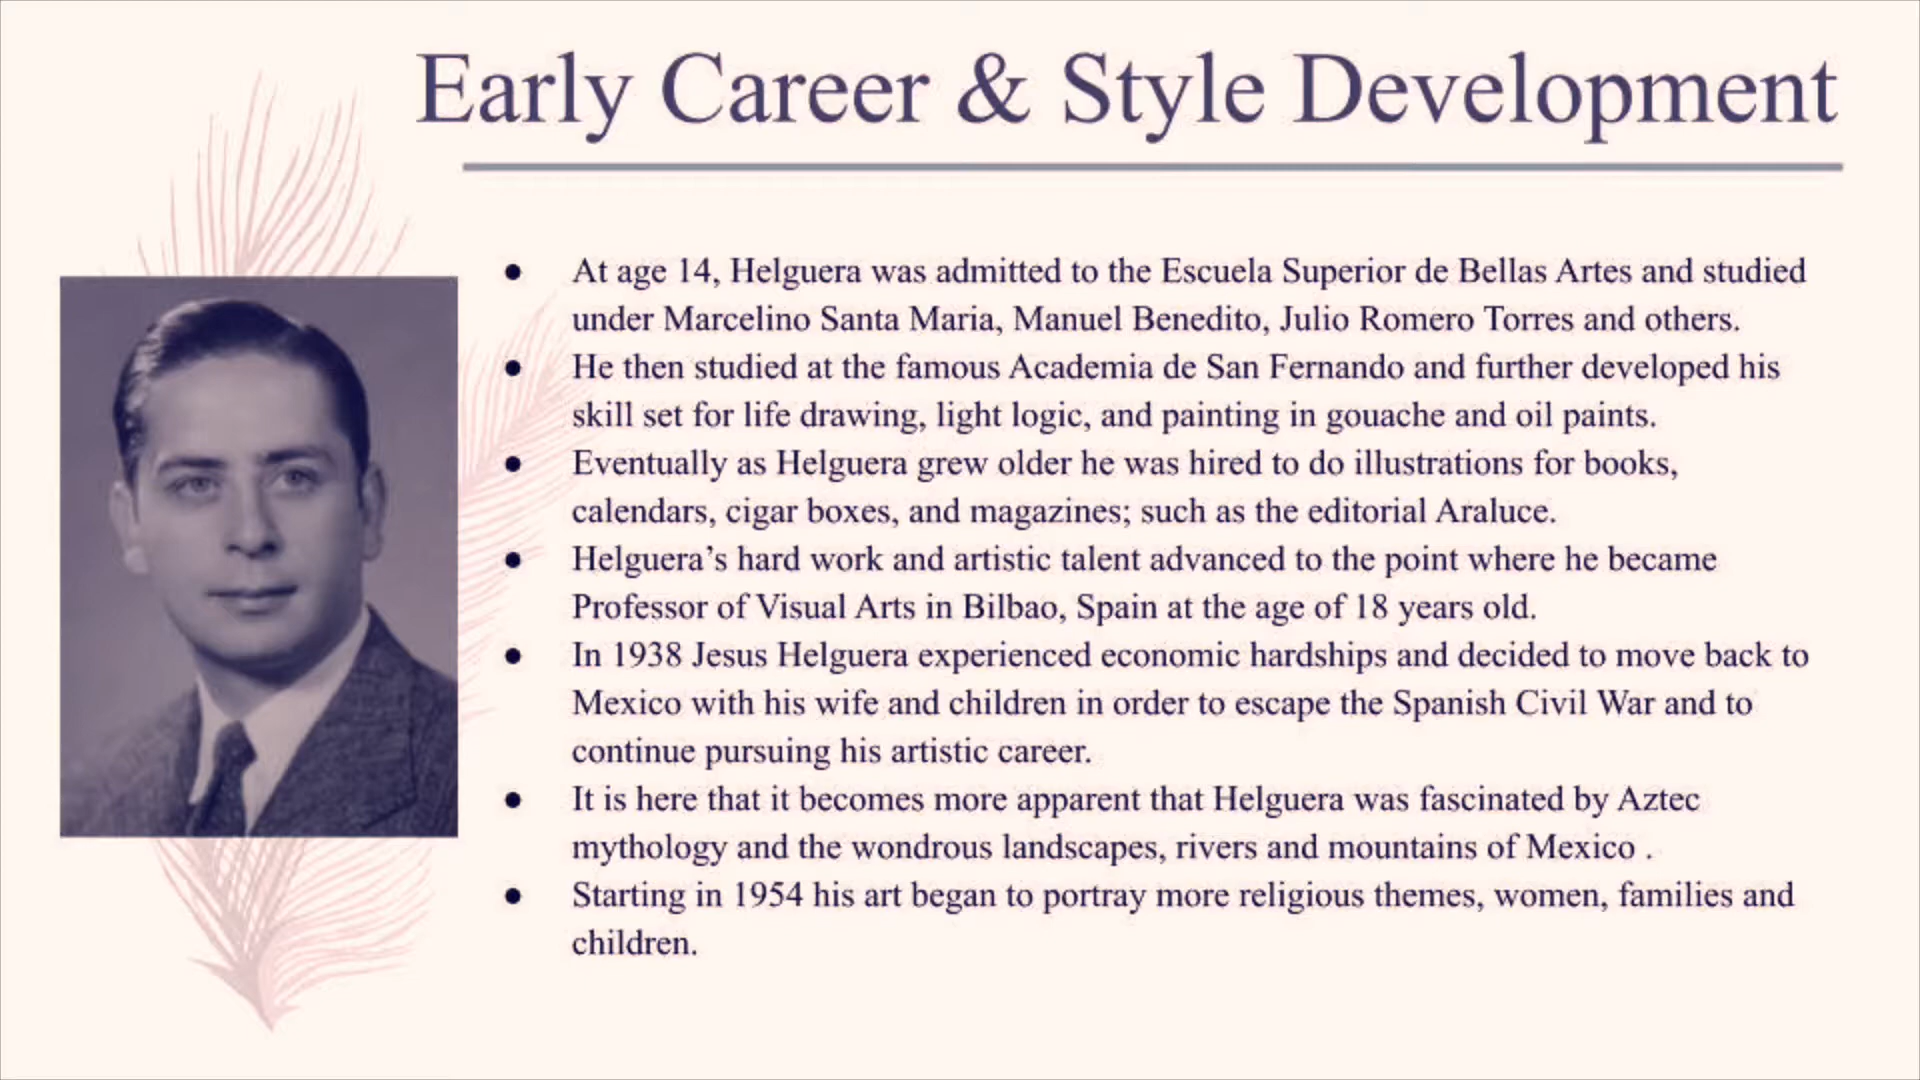 Early Career & Style Development
● At age 14, Helguera was admitted to the Escuela Superior de Bellas Artes and studied
under Marcelino Santa Maria, Manuel Benedito, Julio Romero Torres and others.
● He then studied at the famous Academia de San Fernando and further developed his
skill set for life drawing, light logic, and painting in gouache and oil paints.
● Eventually as Helguera grew older he was hired to do illustrations for books,
calendars, cigar boxes, and magazines; such as the editorial Araluce.
● Helguera’s hard work and artistic talent advanced to the point where he became
Professor of Visual Arts in Bilbao, Spain at the age of 18 years old.
● In 1938 Jesus Helguera experienced economic hardships and decided to move back to
Mexico with his wife and children in order to escape the Spanish Civil War and to
continue pursuing his artistic career.
● It is here that it becomes more apparent that Helguera was fascinated by Aztec
mythology and the wondrous landscapes, rivers and mountains of Mexico .
● Starting in 1954 his art began to portray more religious themes, women, families and
children.